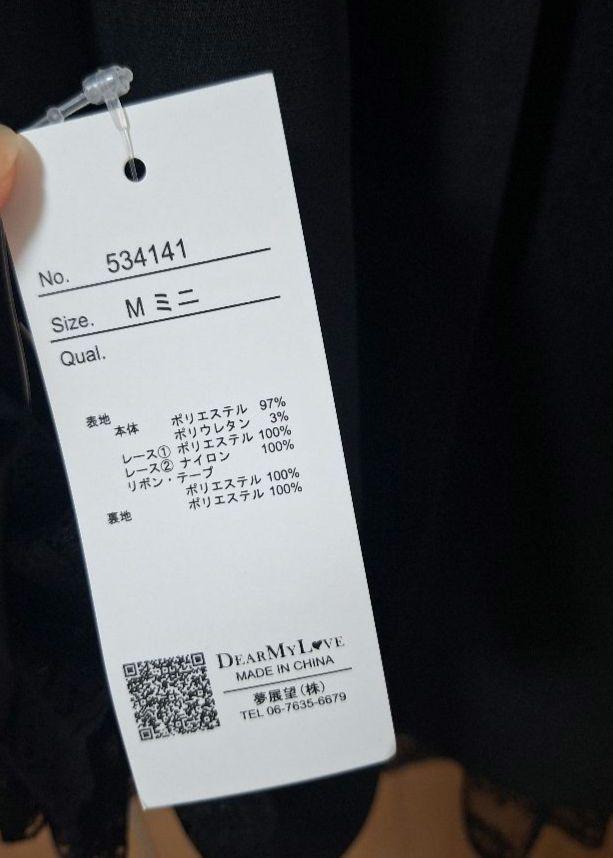 No. 534141
Size. M ミニ
Qual.
表地
本体 ポリエステル 97%
ポリウレタン 3%
レース① ポリエステル 100%
レース② ナイロン 100%
リボン・テープ
ポリエステル 100%
裏地 ポリエステル 100%
DEARMYL♥VE
MADE IN CHINA
夢展望(株)
TEL 06-7635-6679